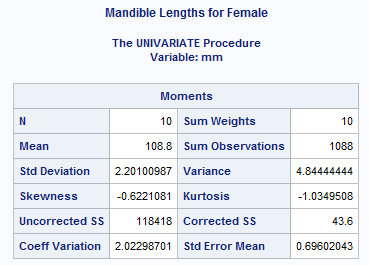 Mandible Lengths for Female
The UNIVARIATE Procedure
Variable: mm
Moments
N 10 Sum Weights 10
Mean 108.8 Sum Observations 1088
Std Deviation 2.20100987 Variance 4.84444444
Skewness -0.6221081 Kurtosis -1.0349508
Uncorrected SS 118418 Corrected SS 43.6
Coeff Variation 2.02298701 Std Error Mean 0.69602043